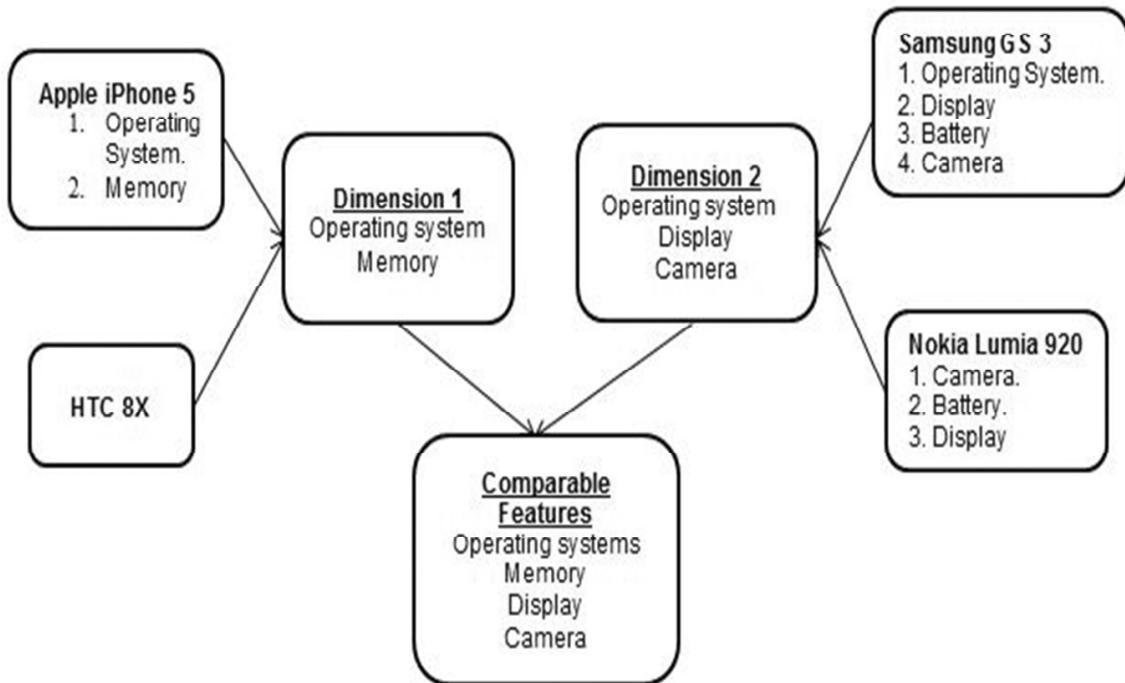 Apple iPhone 5
1. Operating
System.
2. Memory
HTC 8X
Dimension 1
Operating system
Memory
Dimension 2
Operating system
Display
Camera
Samsung GS 3
1. Operating System.
2. Display
3. Battery
4. Camera
Nokia Lumia 920
1. Camera.
2. Battery.
3. Display
Comparable
Features
Operating systems
Memory
Display
Camera